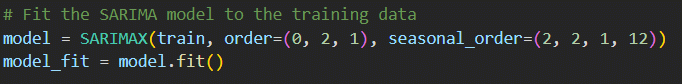 # Fit the SARIMA model to the training data
model = SARIMAX(train, order=(0, 2, 1), seasonal_order=(2, 2, 1, 12))
model_fit = model.fit()